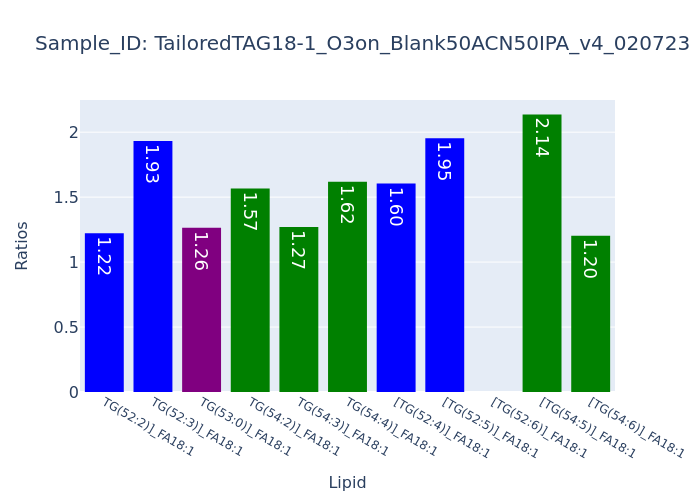 Sample_ID: TailoredTAG18-1_O3on_Blank50ACN50IPA_v4_020723
2
1.5
1
0.5
0
Ratios
1.22
1.93
1.26
1.57
1.27
1.62
1.60
1.95
2.14
1.20
TG(52:2)]_FA18:1
TG(52:3)]_FA18:1
TG(53:0)]_FA18:1
TG(54:2)]_FA18:1
TG(54:3)]_FA18:1
TG(54:4)]_FA18:1
[TG(52:4)]_FA18:1
[TG(52:5)]_FA18:1
[TG(52:6)]_FA18:1
[TG(54:5)]_FA18:1
[TG(54:6)]_FA18:1
Lipid